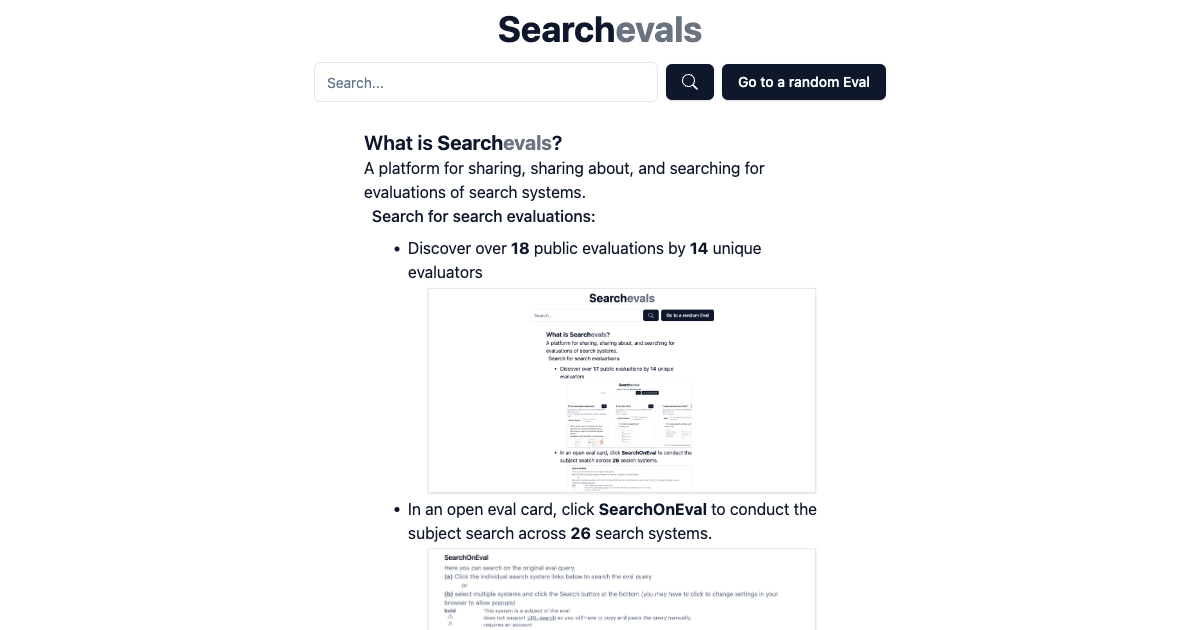 Searchevals
Search...
Go to a random Eval
What is Searchevals?
A platform for sharing, sharing about, and searching for
evaluations of search systems.
Search for search evaluations:
• Discover over 18 public evaluations by 14 unique
evaluators
Searchevals
Search...
Go to a random Eval
What is Searchevals?
A platform for sharing, sharing about, and searching for
evaluations of search systems.
Search for search evaluations:
• Discover over 17 public evaluations by 14 unique
evaluators
Searchevals
• In an open eval card, click SearchOnEval to conduct the
subject search across 26 search systems.
• In an open eval card, click SearchOnEval to conduct the
subject search across 26 search systems.
SearchOnEval
Here you can search on the original eval query.
(a) Click the individual search system links below to search the eval query
or
(b) select multiple systems and click the Search button at the bottom (you may have to click to change settings in your
browser to allow popups)
bold This system is a subject of the eval
does not support URL search so you will have to copy and paste the query manually.
requires an account